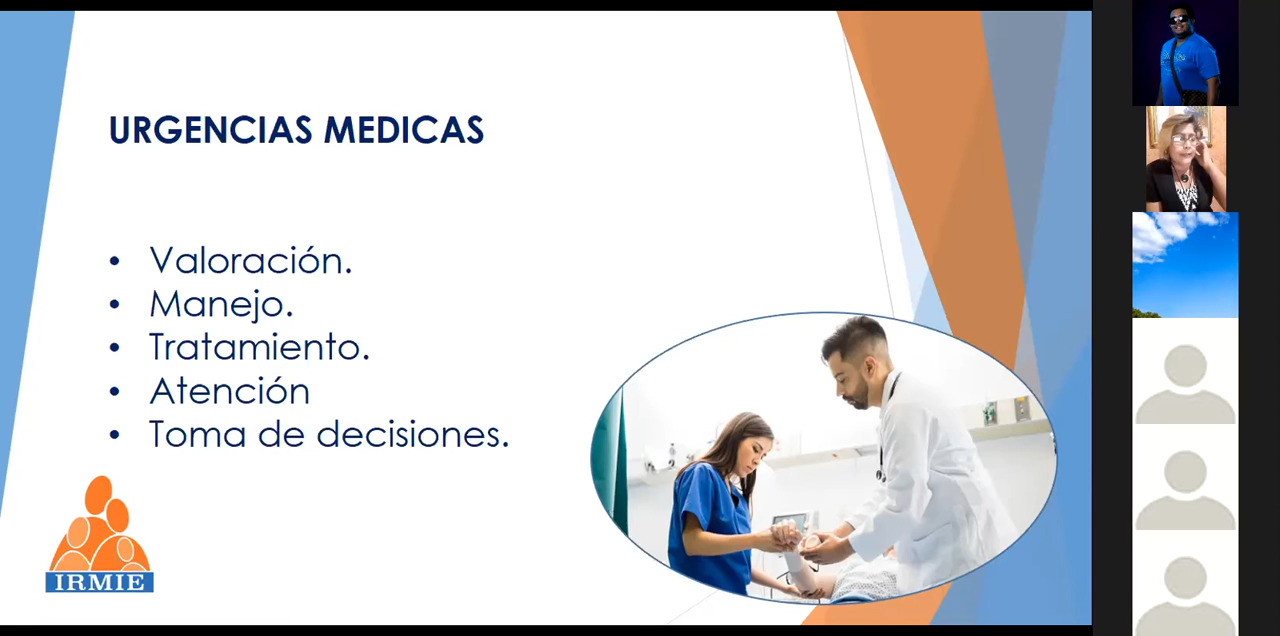 URGENCIAS MEDICAS
• Valoración.
• Manejo.
• Tratamiento.
• Atención
• Toma de decisiones.
IRMIE